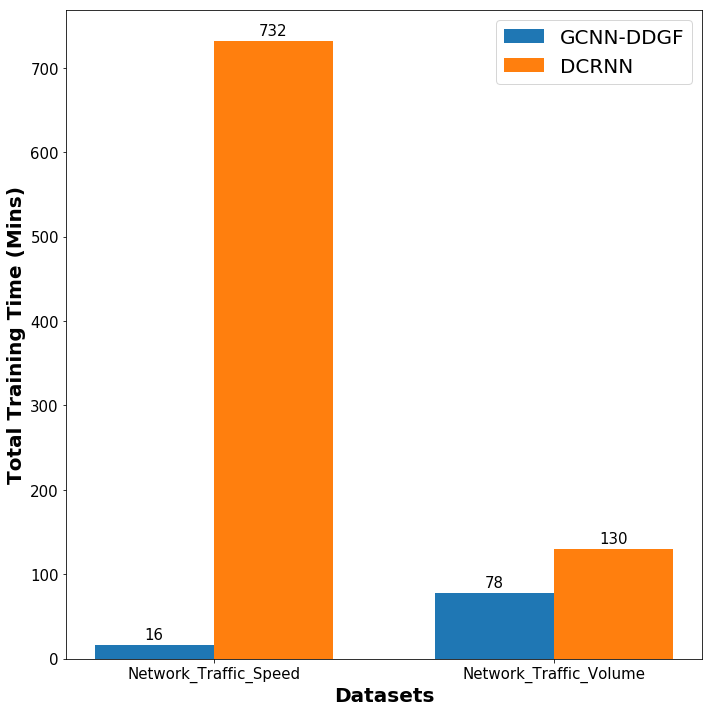 GCNN-DDGF
DCRNN
Total Training Time (Mins)
700
600
500
400
300
200
100
0
732
16
130
78
Network_Traffic_Speed
Network_Traffic_Volume
Datasets